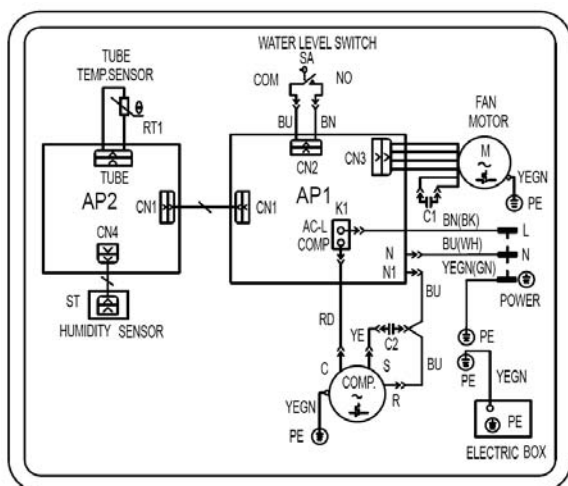 WATER LEVEL SWITCH
SA
COM NO
BU BN
TUBE
TEMP.SENSOR
θ
RT1
TUBE
AP2
CN1
CN4
ST
HUMIDITY SENSOR
CN2
CN3
CN1
AP1
K1
AC-L
COMP
N
N1
FAN
MOTOR
M
~
YEGN
PE
C1
BN(BK)
L
BU(WH)
N
YEGN(GN)
POWER
PE
BU
RD
YE
C2
BU
C
S
COMP.
~
R
YEGN
PE
PE
YEGN
PE
ELECTRIC BOX